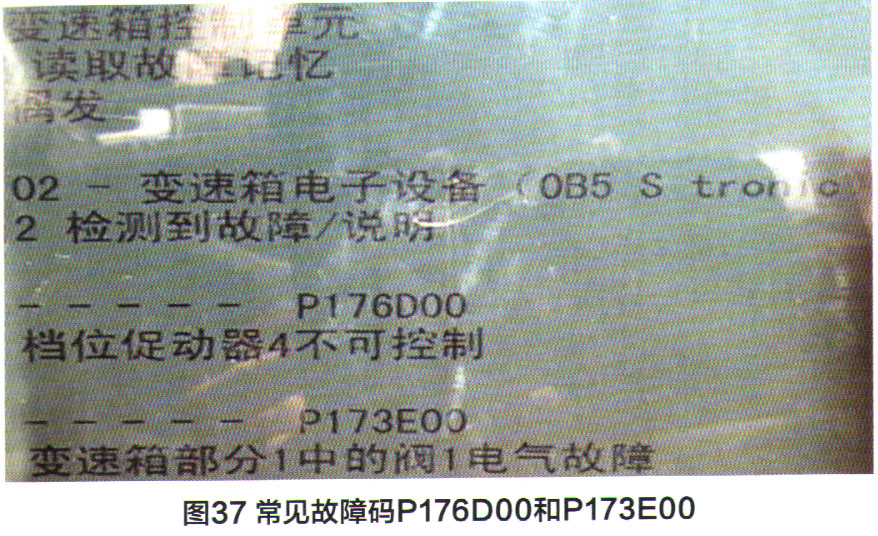 变速箱控制单元
读取故障记忆
偶发
02 - 变速箱电子设备（0B5 S tronic
2 检测到故障/说明
- - - - - P176D00
档位促动器4不可控制
- - - - - P173E00
变速箱部分1中的阀1电气故障
图37 常见故障码P176D00和P173E00